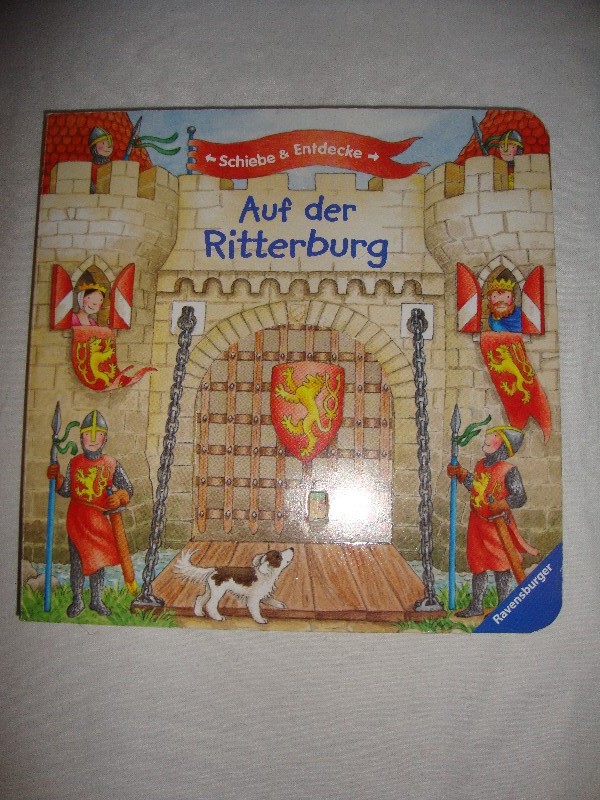 ← Schiebe & Entdecke →
Auf der
Ritterburg
Ravensburger